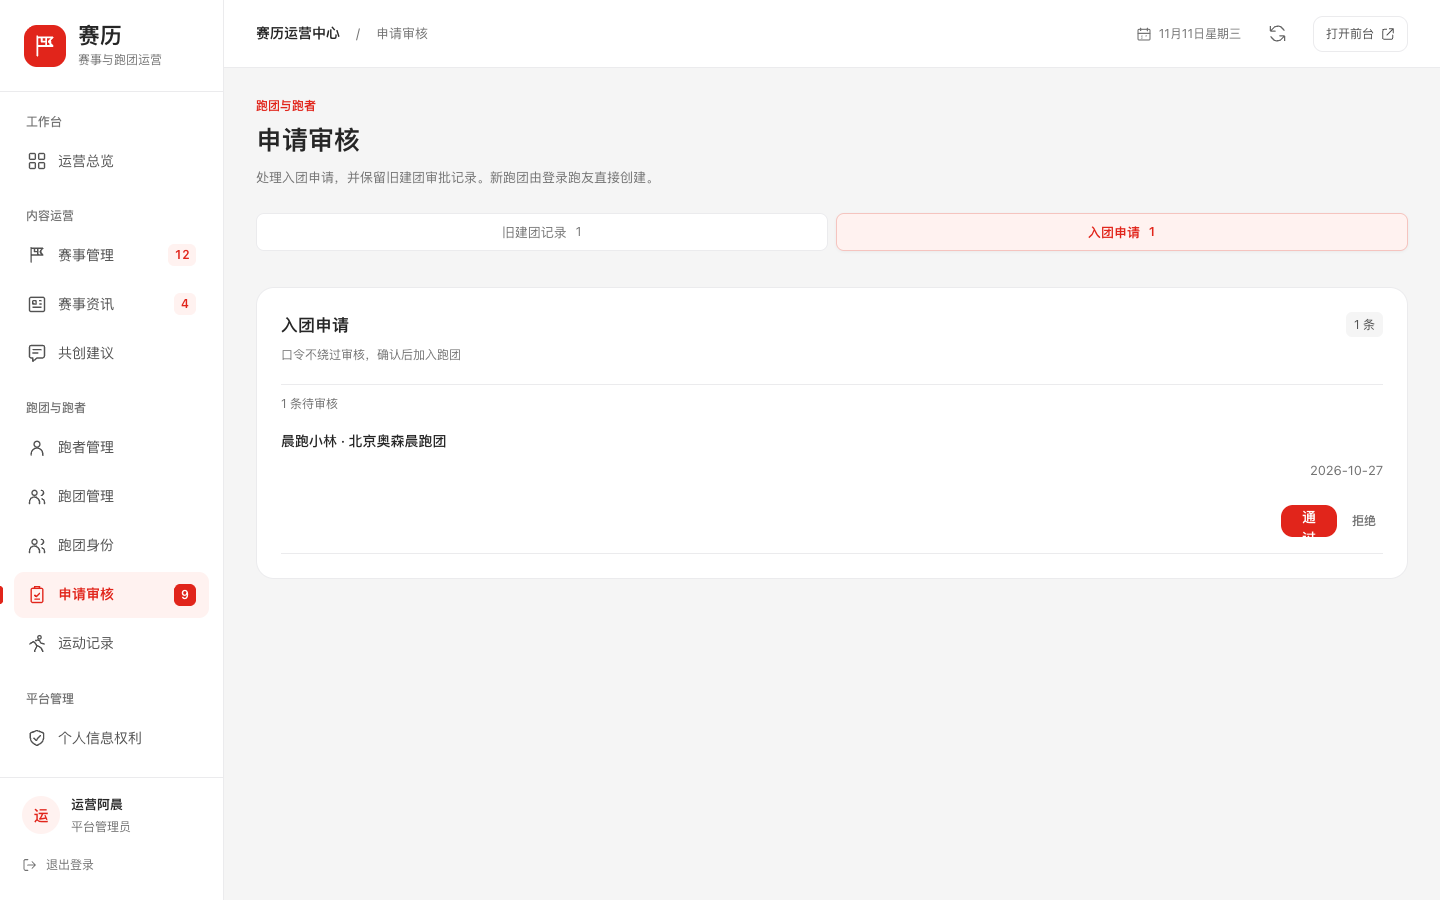 赛历
赛事与跑团运营
工作台
运营总览
内容运营
赛事管理 12
赛事资讯 4
共创建议
跑团与跑者
跑者管理
跑团管理
跑团身份
申请审核 9
运动记录
平台管理
个人信息权利
运 运营阿晨
平台管理员
退出登录
赛历运营中心 / 申请审核
11月11日星期三
打开前台
跑团与跑者
申请审核
处理入团申请，并保留旧建团审批记录。新跑团由登录跑友直接创建。
旧建团记录 1
入团申请 1
入团申请
1 条
口令不绕过审核，确认后加入跑团
1 条待审核
晨跑小林 · 北京奥森晨跑团
2026-10-27
通
过
拒绝